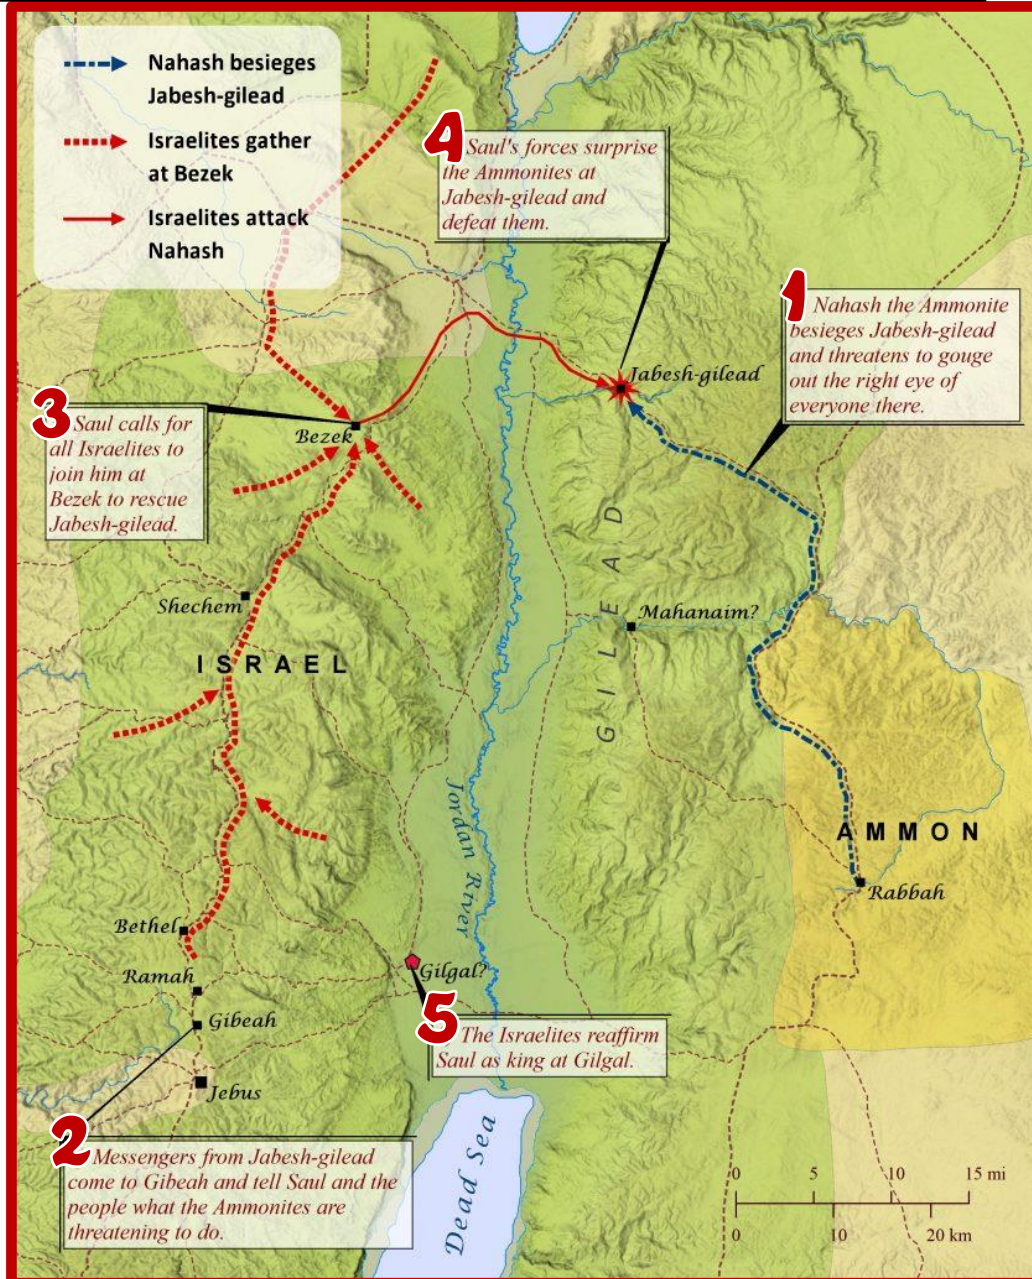 Nahash besieges
Jabesh-gilead
Israelites gather
at Bezek
Israelites attack
Nahash
4 Saul's forces surprise
the Ammonites at
Jabesh-gilead and
defeat them.
1 Nahash the Ammonite
besieges Jabesh-gilead
and threatens to gouge
out the right eye of
everyone there.
Jabesh-gilead
3 Saul calls for
all Israelites to
join him at
Bezek to rescue
Jabesh-gilead.
Bezek
GILEAD
Shechem
Mahanaim?
ISRAEL
Jordan River
AMMON
Rabbah
Bethel
Ramah
Gilgal?
Gibeah
5 The Israelites reaffirm
Saul as king at Gilgal.
Jebus
2 Messengers from Jabesh-gilead
come to Gibeah and tell Saul and the
people what the Ammonites are
threatening to do.
Dead Sea
0 5 10 15 mi
0 10 20 km